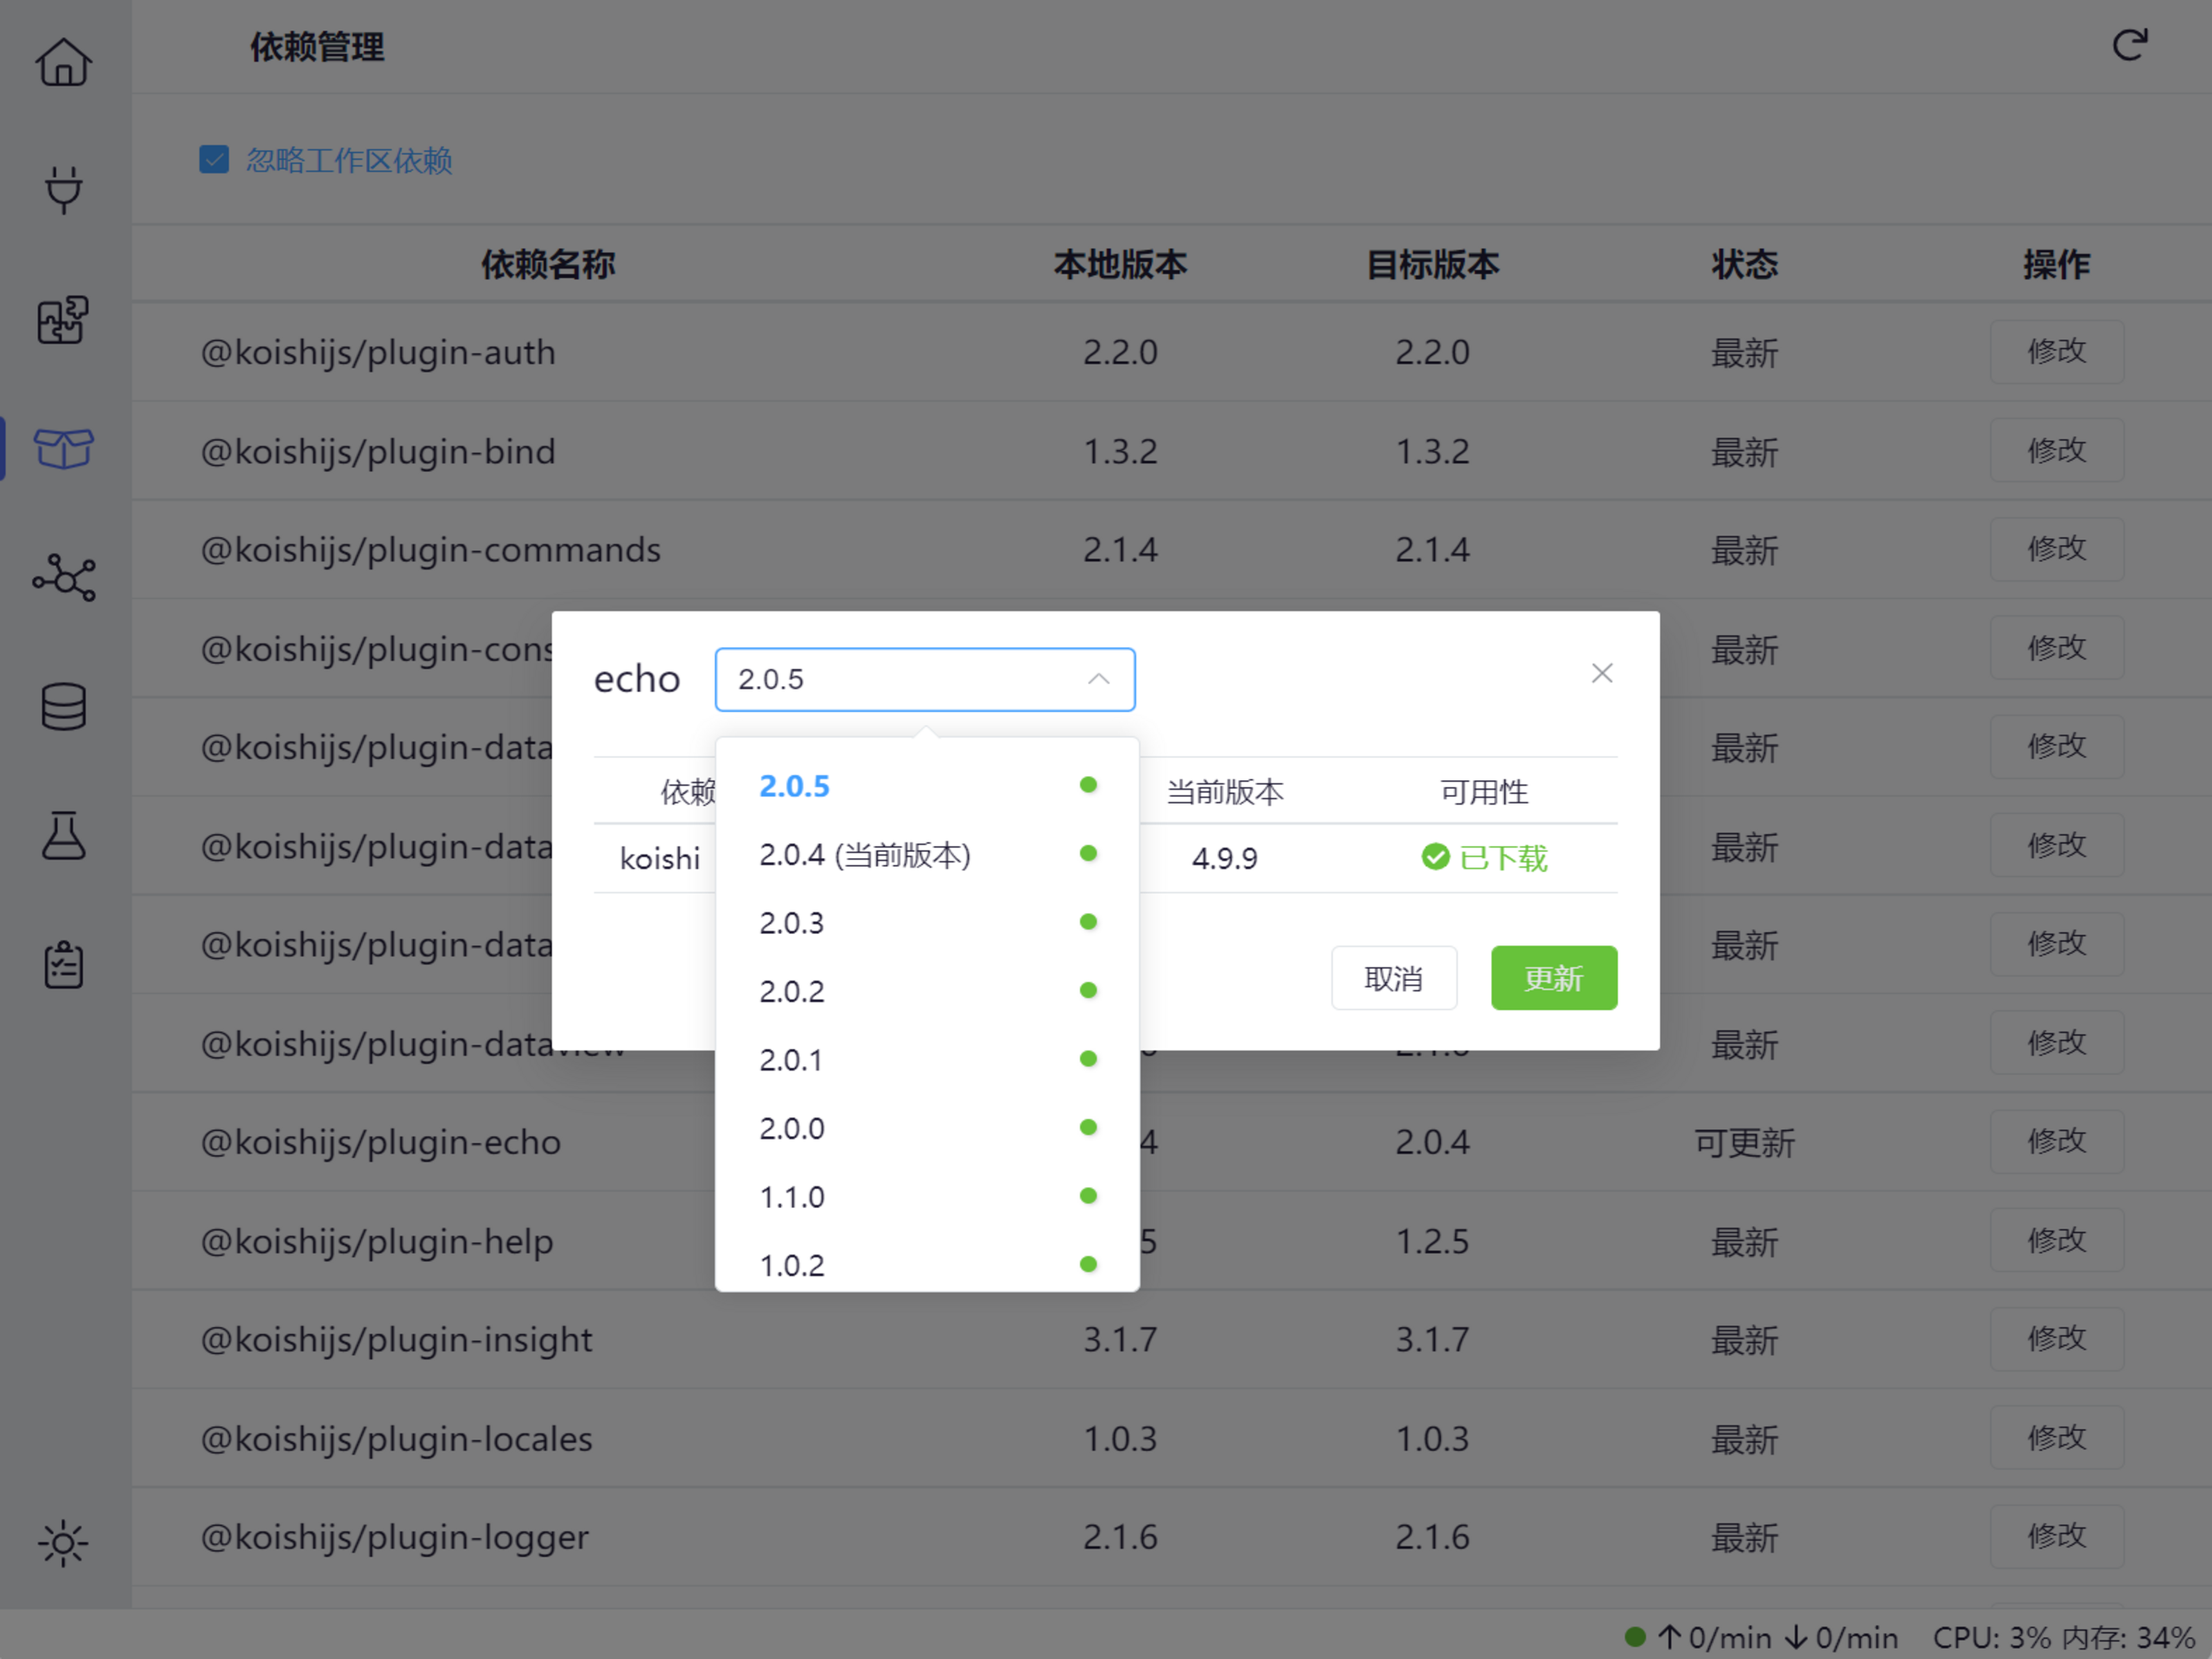 依赖管理
忽略工作区依赖
依赖名称 本地版本 目标版本 状态 操作
@koishijs/plugin-auth 2.2.0 2.2.0 最新 修改
@koishijs/plugin-bind 1.3.2 1.3.2 最新 修改
@koishijs/plugin-commands 2.1.4 2.1.4 最新 修改
@koishijs/plugin-cons 最新 修改
@koishijs/plugin-data 最新 修改
@koishijs/plugin-data 最新 修改
@koishijs/plugin-data 最新 修改
@koishijs/plugin-dataview 最新 修改
@koishijs/plugin-echo 4 2.0.4 可更新 修改
@koishijs/plugin-help 5 1.2.5 最新 修改
@koishijs/plugin-insight 3.1.7 3.1.7 最新 修改
@koishijs/plugin-locales 1.0.3 1.0.3 最新 修改
@koishijs/plugin-logger 2.1.6 2.1.6 最新 修改
echo 2.0.5
依赖 当前版本 可用性
koishi 4.9.9 已下载
取消 更新
2.0.5
2.0.4 (当前版本)
2.0.3
2.0.2
2.0.1
2.0.0
1.1.0
1.0.2
0/min 0/min CPU: 3% 内存: 34%